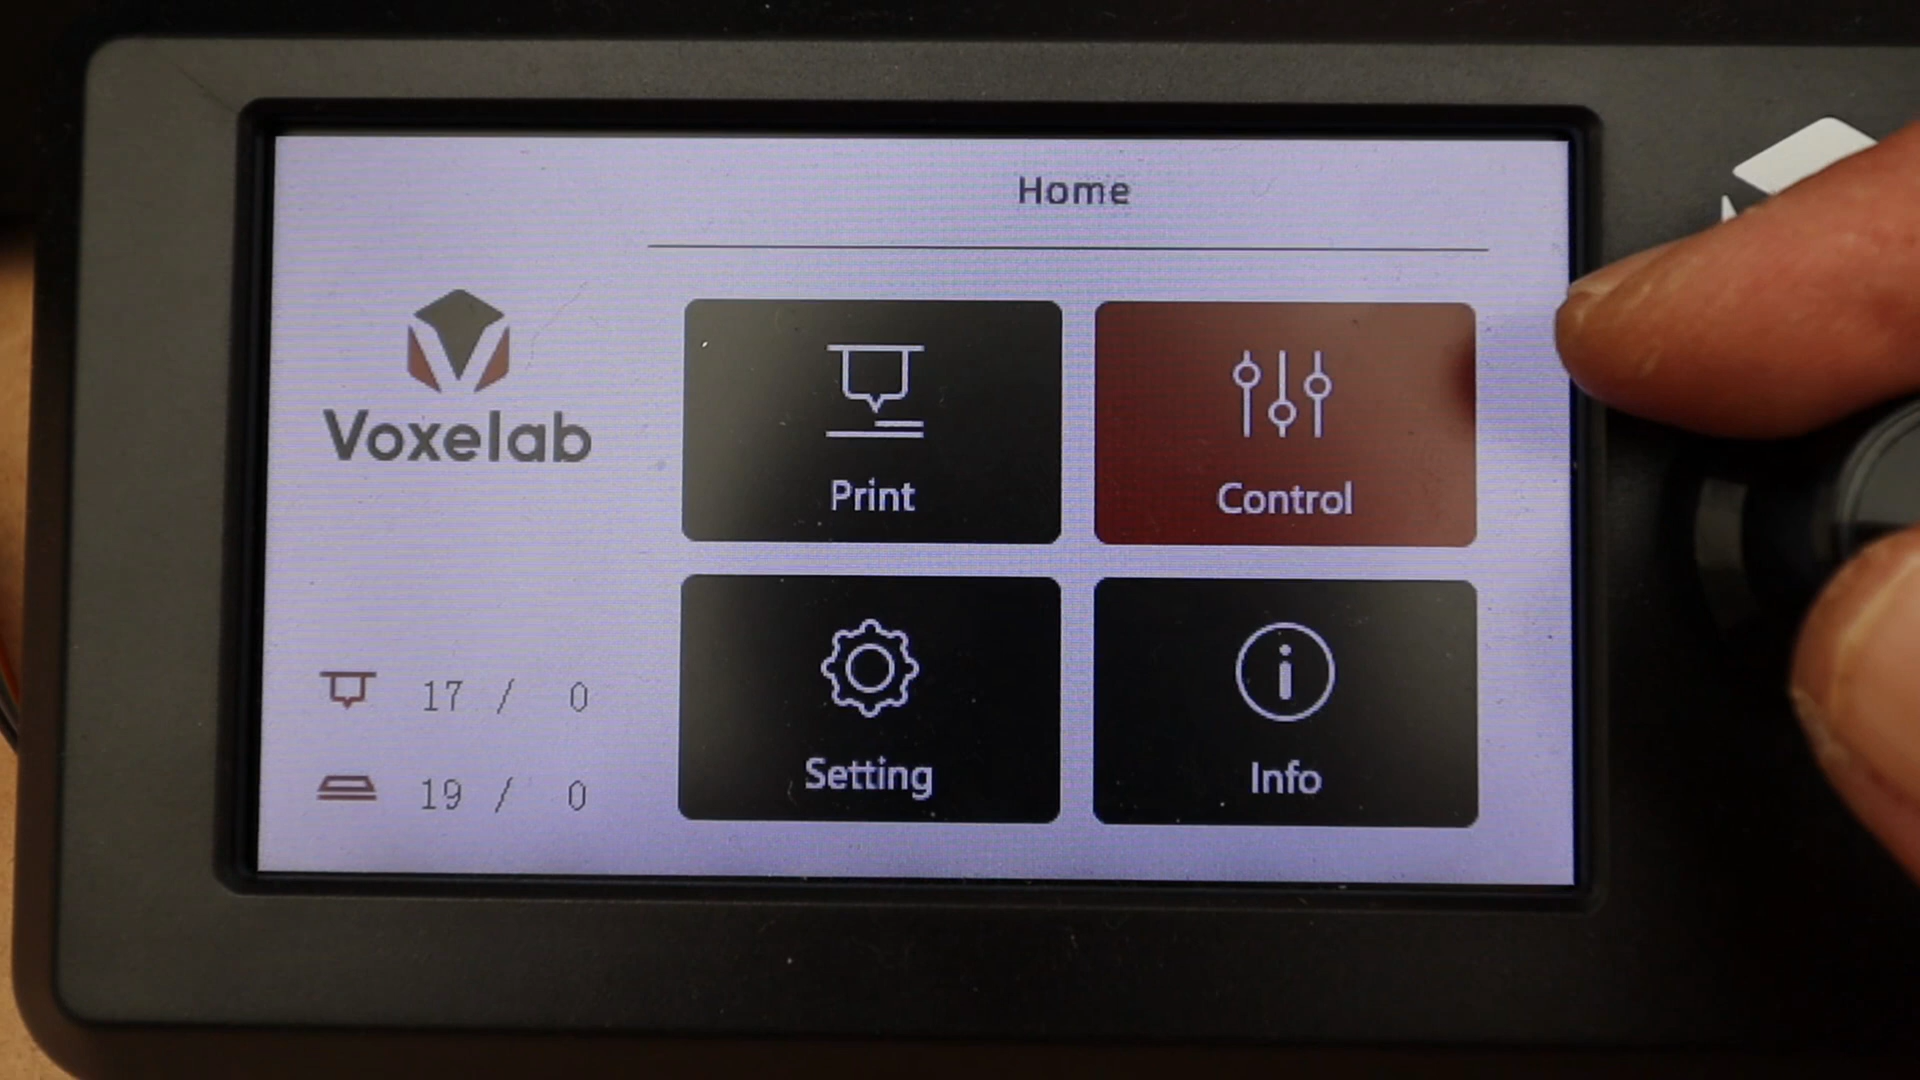 Home
Voxelab
Print
Control
Setting
Info
17 / 0
19 / 0